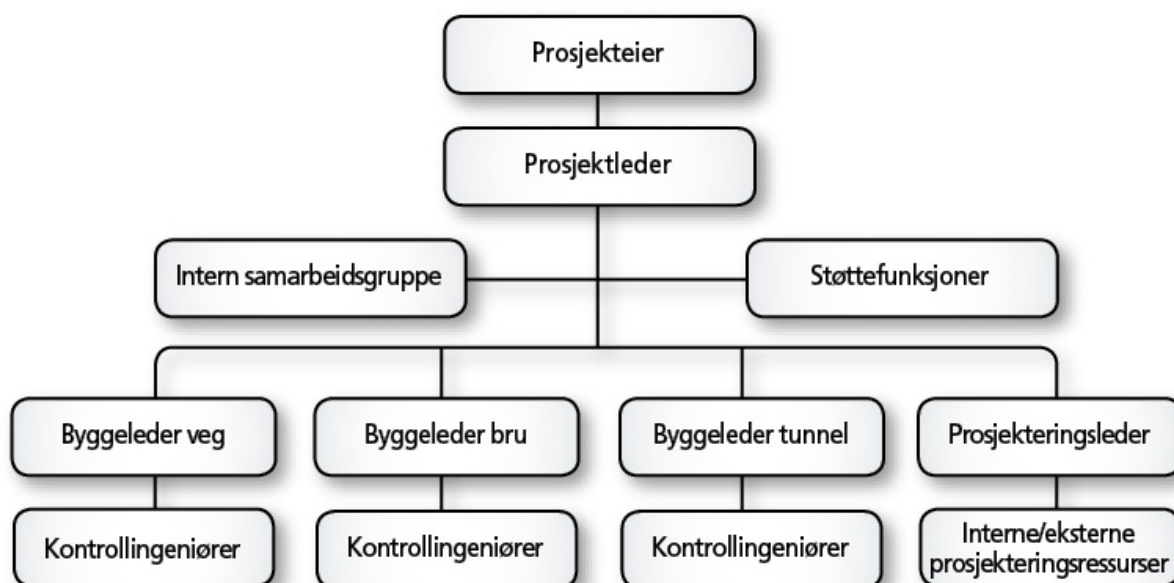 Prosjekteier
Prosjektleder
Intern samarbeidsgruppe
Støttefunksjoner
Byggeleder veg
Byggeleder bru
Byggeleder tunnel
Prosjekteringsleder
Kontrollingeniører
Kontrollingeniører
Kontrollingeniører
Interne/eksterne
prosjekteringsressurser